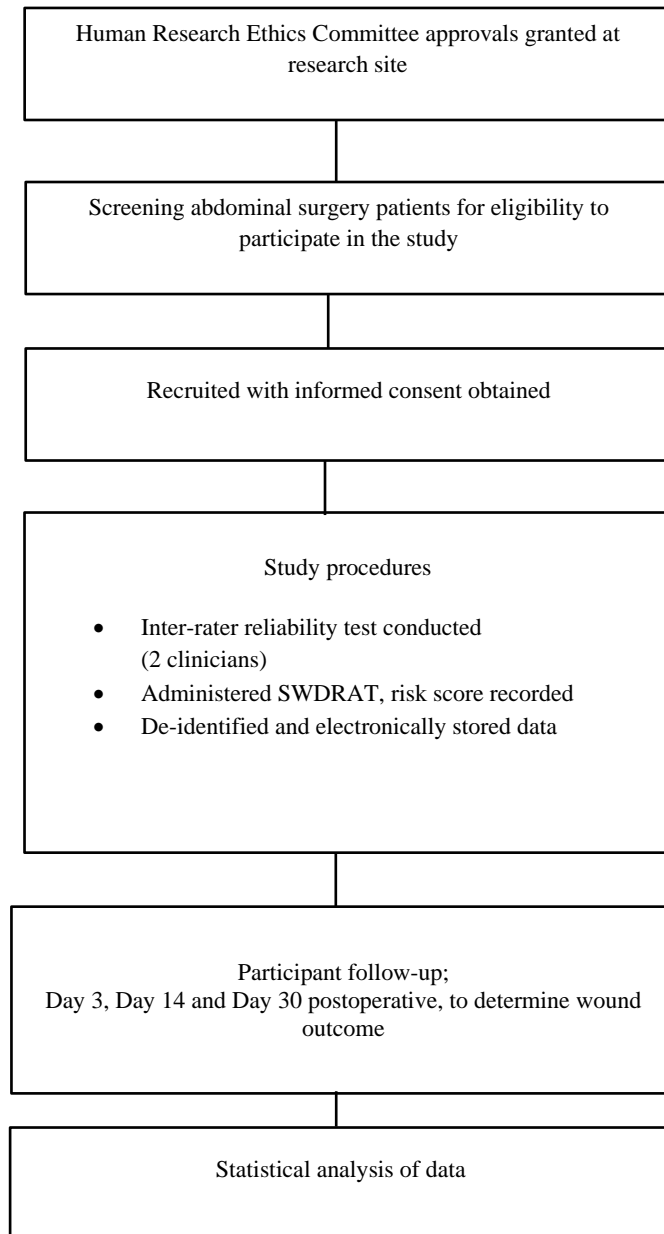 Human Research Ethics Committee approvals granted at
research site
Screening abdominal surgery patients for eligibility to
participate in the study
Recruited with informed consent obtained
Study procedures
• Inter-rater reliability test conducted
(2 clinicians)
• Administered SWDRAT, risk score recorded
• De-identified and electronically stored data
Participant follow-up;
Day 3, Day 14 and Day 30 postoperative, to determine wound
outcome
Statistical analysis of data